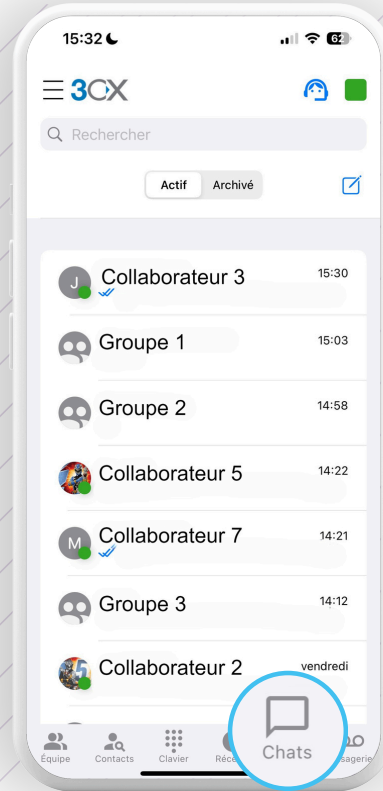 15:32
62
3CX
Rechercher
Actif Archivé
J Collaborateur 3 15:30
Groupe 1 15:03
Groupe 2 14:58
Collaborateur 5 14:22
M Collaborateur 7 14:21
Groupe 3 14:12
Collaborateur 2 vendredi
Équipe Contacts Clavier Réce Chats sagerie